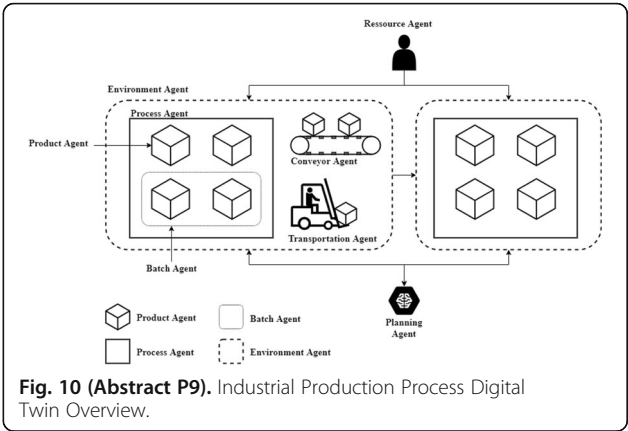 Ressource Agent
Environment Agent
Process Agent
Product Agent
Conveyor Agent
Transportation Agent
Batch Agent
Product Agent
Batch Agent
Planning
Agent
Process Agent
Environment Agent
Fig. 10 (Abstract P9). Industrial Production Process Digital
Twin Overview.